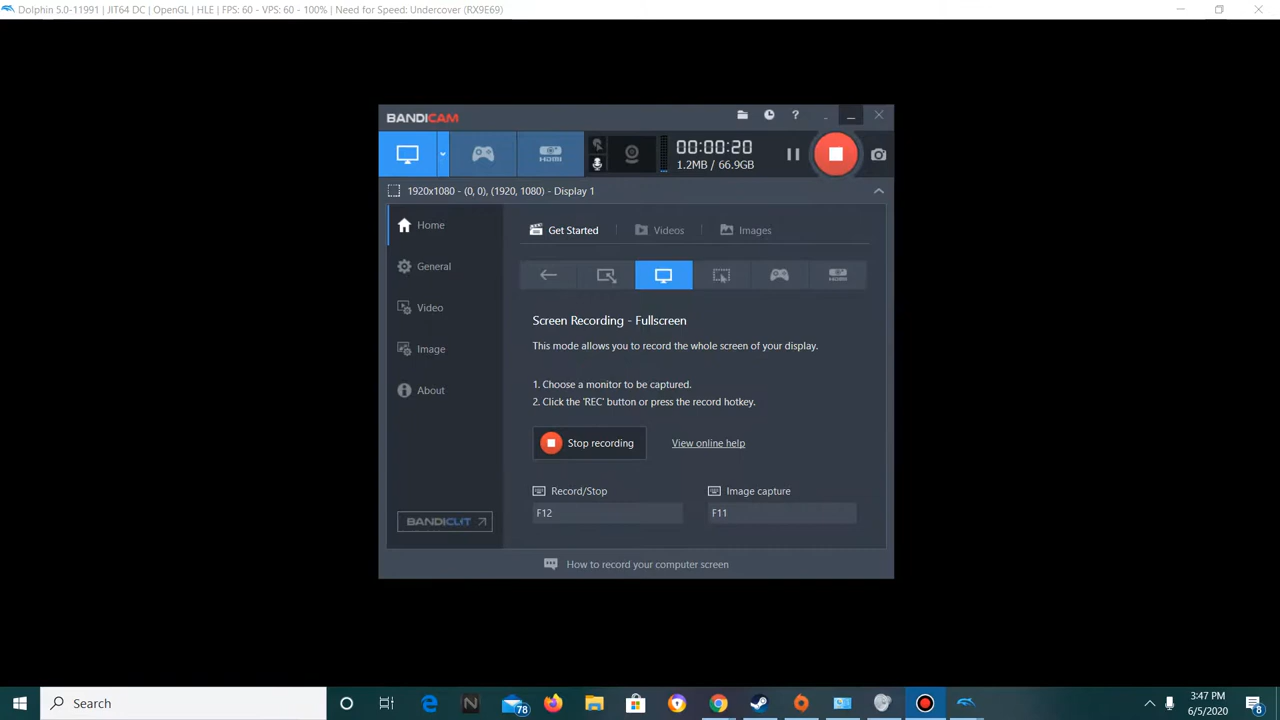 Dolphin 5.0-11991 | JIT64 DC | OpenGL | HLE | FPS: 60 - VPS: 60 - 100% | Need for Speed: Undercover (RX9E69)
BANDICAM
?
HDMI
00:00:20
1.2MB / 66.9GB
1920x1080 - (0, 0), (1920, 1080) - Display 1
Home
General
Video
Image
About
BANDICUT
Get Started
Videos
Images
HDMI
Screen Recording - Fullscreen
This mode allows you to record the whole screen of your display.
1. Choose a monitor to be captured.
2. Click the 'REC' button or press the record hotkey.
Stop recording
View online help
Record/Stop
Image capture
F12
F11
How to record your computer screen
Search
78
3:47 PM
6/5/2020
8